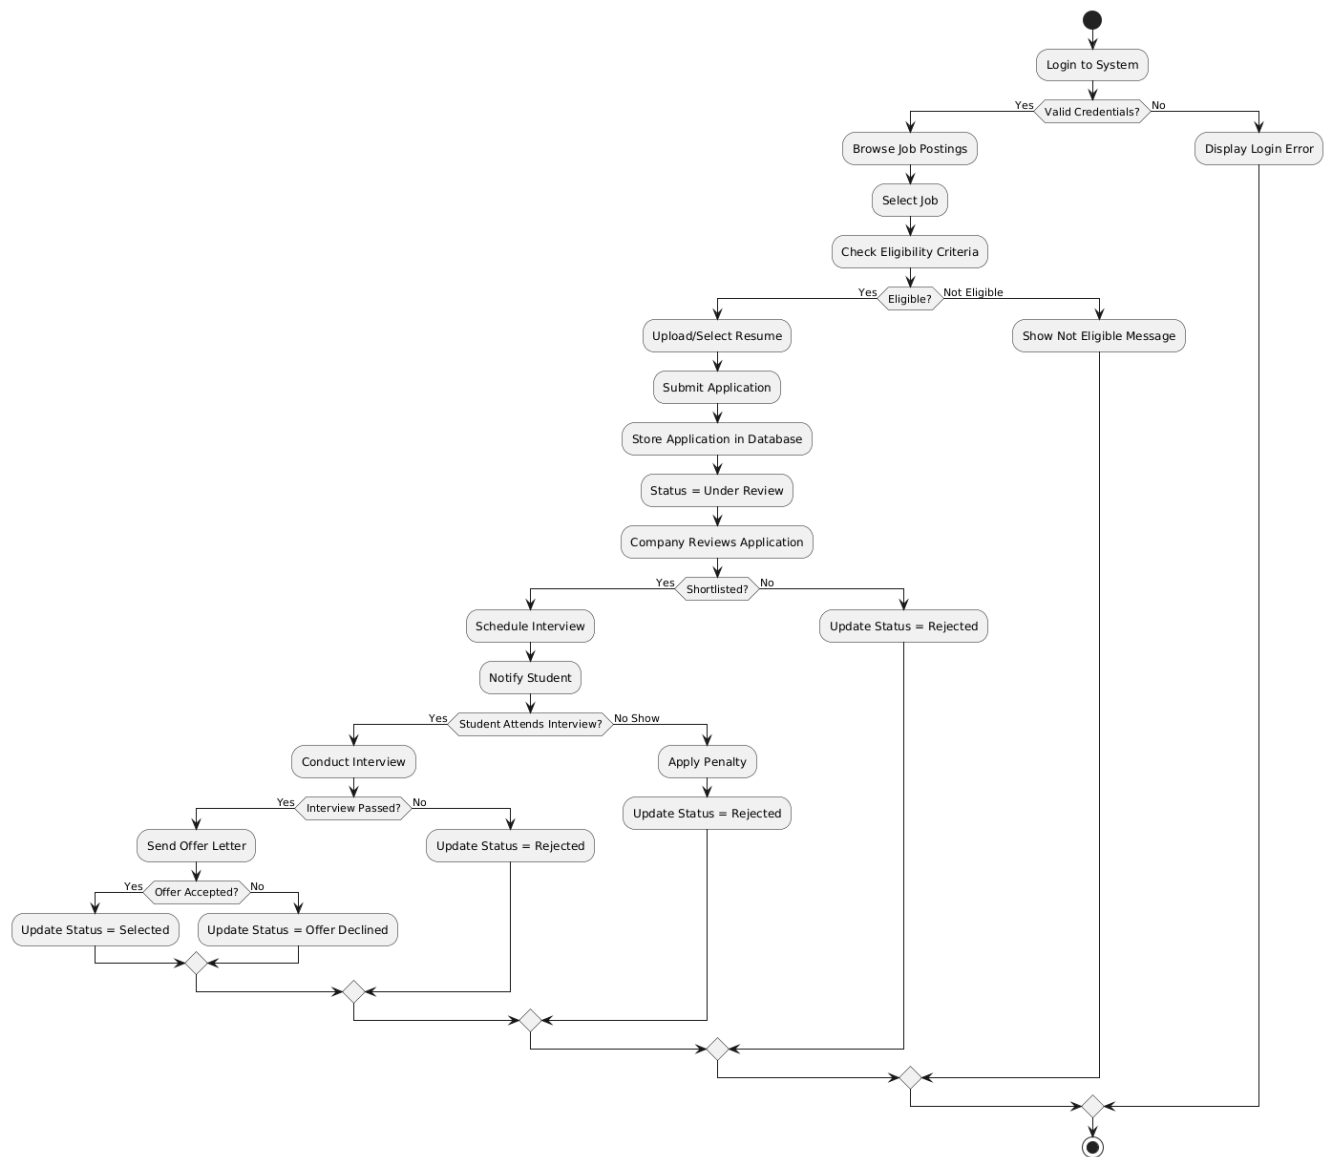 Login to System
Yes
Valid Credentials?
No
Browse Job Postings
Display Login Error
Select Job
Check Eligibility Criteria
Yes
Eligible?
Not Eligible
Upload/Select Resume
Show Not Eligible Message
Submit Application
Store Application in Database
Status = Under Review
Company Reviews Application
Yes
Shortlisted?
No
Schedule Interview
Update Status = Rejected
Notify Student
Yes
Student Attends Interview?
No Show
Conduct Interview
Apply Penalty
Yes
Interview Passed?
No
Update Status = Rejected
Send Offer Letter
Update Status = Rejected
Yes
Offer Accepted?
No
Update Status = Selected
Update Status = Offer Declined